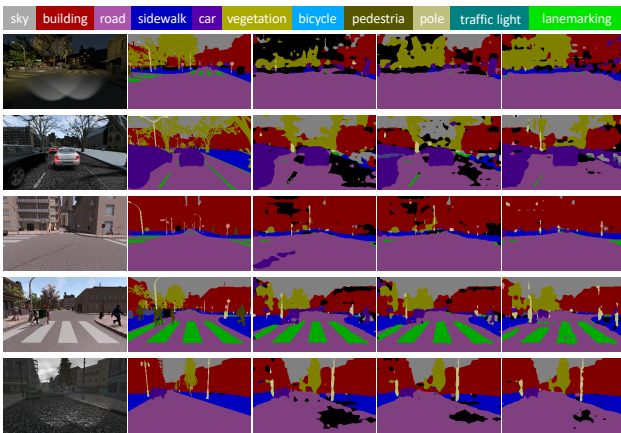 sky building road sidewalk car vegetation bicycle pedestria pole traffic light lanemarking